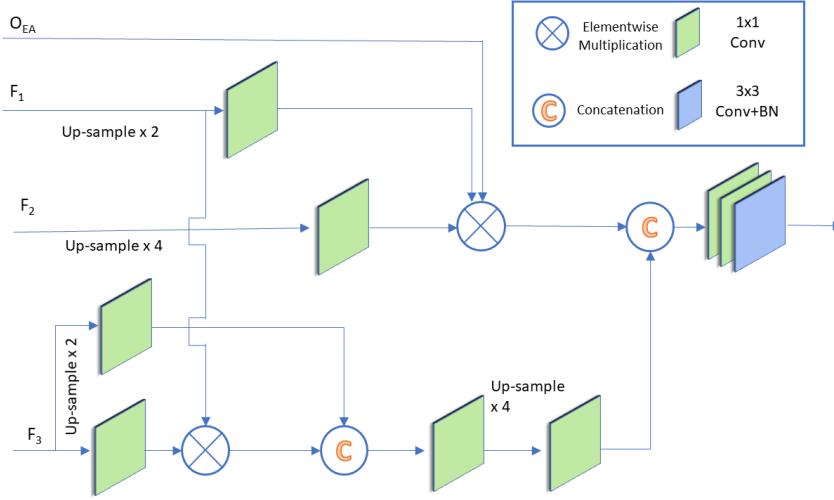 O_EA
Elementwise
Multiplication
1x1
Conv
F_1
Up-sample x 2
C
Concatenation
3x3
Conv+BN
F_2
Up-sample x 4
C
Up-sample x 2
Up-sample
x 4
F_3
C